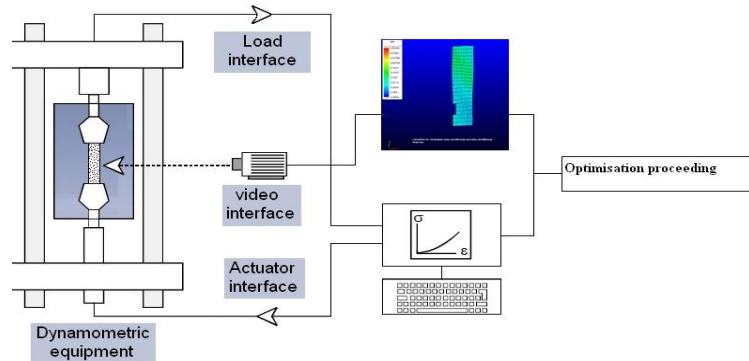 Load
interface
video
interface
σ
ε
Optimisation proceeding
Actuator
interface
Dynamometric
equipment